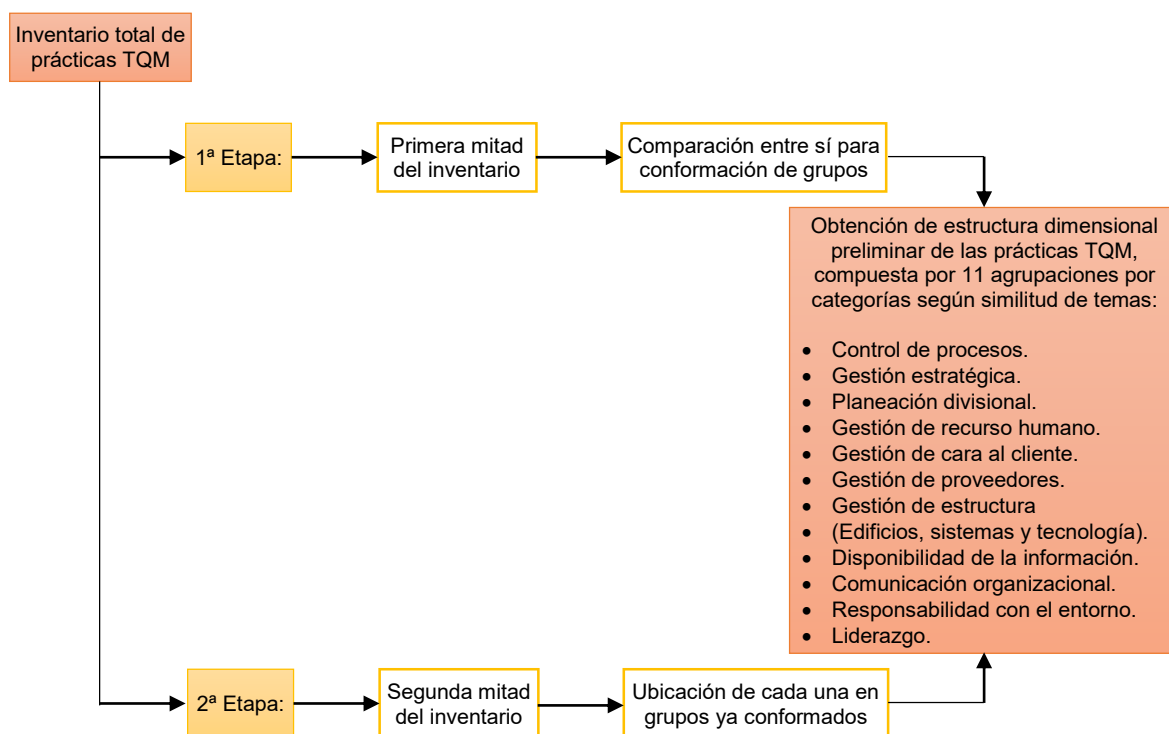 Inventario total de
prácticas TQM
1ª Etapa:
Primera mitad
del inventario
Comparación entre sí para
conformación de grupos
Obtención de estructura dimensional
preliminar de las prácticas TQM,
compuesta por 11 agrupaciones por
categorías según similitud de temas:
• Control de procesos.
• Gestión estratégica.
• Planeación divisional.
• Gestión de recurso humano.
• Gestión de cara al cliente.
• Gestión de proveedores.
• Gestión de estructura
• (Edificios, sistemas y tecnología).
• Disponibilidad de la información.
• Comunicación organizacional.
• Responsabilidad con el entorno.
• Liderazgo.
2ª Etapa:
Segunda mitad
del inventario
Ubicación de cada una en
grupos ya conformados